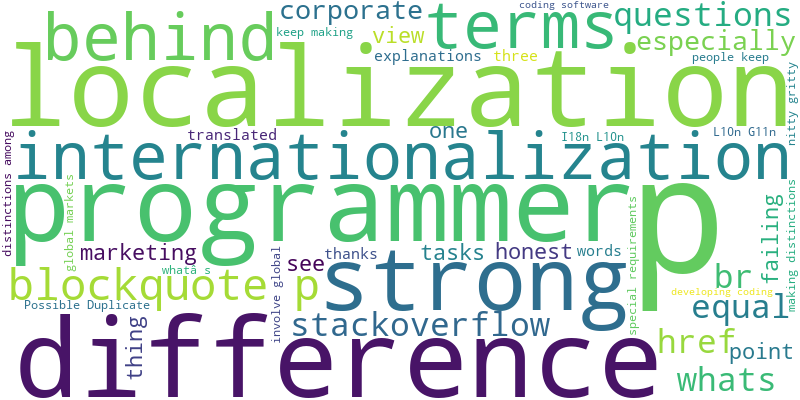 coding software
corporate
behind
terms
questions
keep making
view
especially
explanations
three
people keep
localization
nitty gritty
translated
one
I18n L10n
L10n G11n
distinctions among
internationalization
programmer
p
global markets
special requirements
failing
making distinctions
marketing
involve global
thanks
tasks
honest
words
see
whatâ s
strong
br
blockquote p
developing coding
equal
Possible Duplicate
stackoverflow
thing
difference
href
point
whats